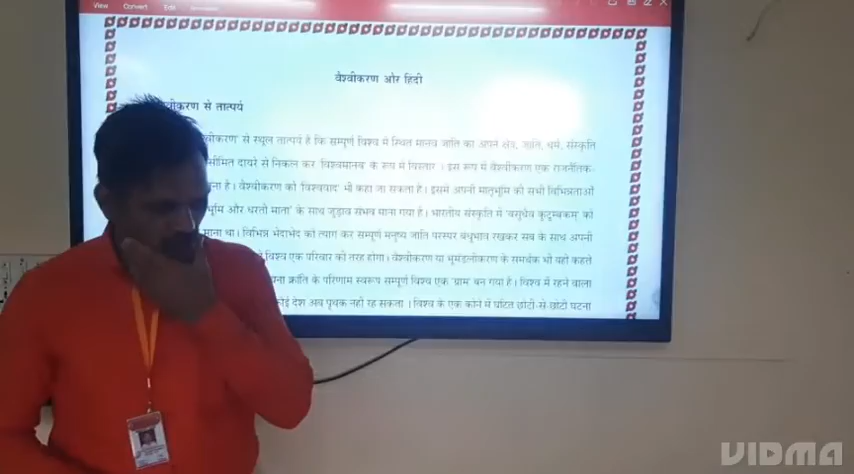 View Convert Edit
वैश्वीकरण और हिंदी
वीकरण से तात्पर्य
वीकरण' से स्थूल तात्पर्य है कि सम्पूर्ण विश्व में स्थित मानव जाति का अपने क्षेत्र, जाति, धर्म, संस्कृति
सीमित दायरे से निकल कर 'विश्वमानव' के रूप में विस्तार । इस रूप में वैश्वीकरण एक राजनैतिक-
ना है। वैश्वीकरण को 'विश्ववाद' भी कहा जा सकता है। इसमें अपनी मातृभूमि की सभी विभिन्नताओं
भूमि और धरती माता' के साथ जुड़ाव संभव माना गया है। भारतीय संस्कृति में 'वसुधैव कुटुम्बकम' को
माना था। विभिन्न भेदाभेद को त्याग कर सम्पूर्ण मनुष्य जाति परस्पर बंधुभाव रखकर सब के साथ अपनी
विश्व एक परिवार की तरह होगा। वैश्वीकरण या भूमंडलीकरण के समर्थक भी यही कहते
ना क्रांति के परिणाम स्वरूप सम्पूर्ण विश्व एक 'ग्राम' बन गया है। विश्व में रहने वाला
कोई देश अब पृथक नहीं रह सकता । विश्व के एक कोने में घटित छोटी-से-छोटी घटना
VIDMA